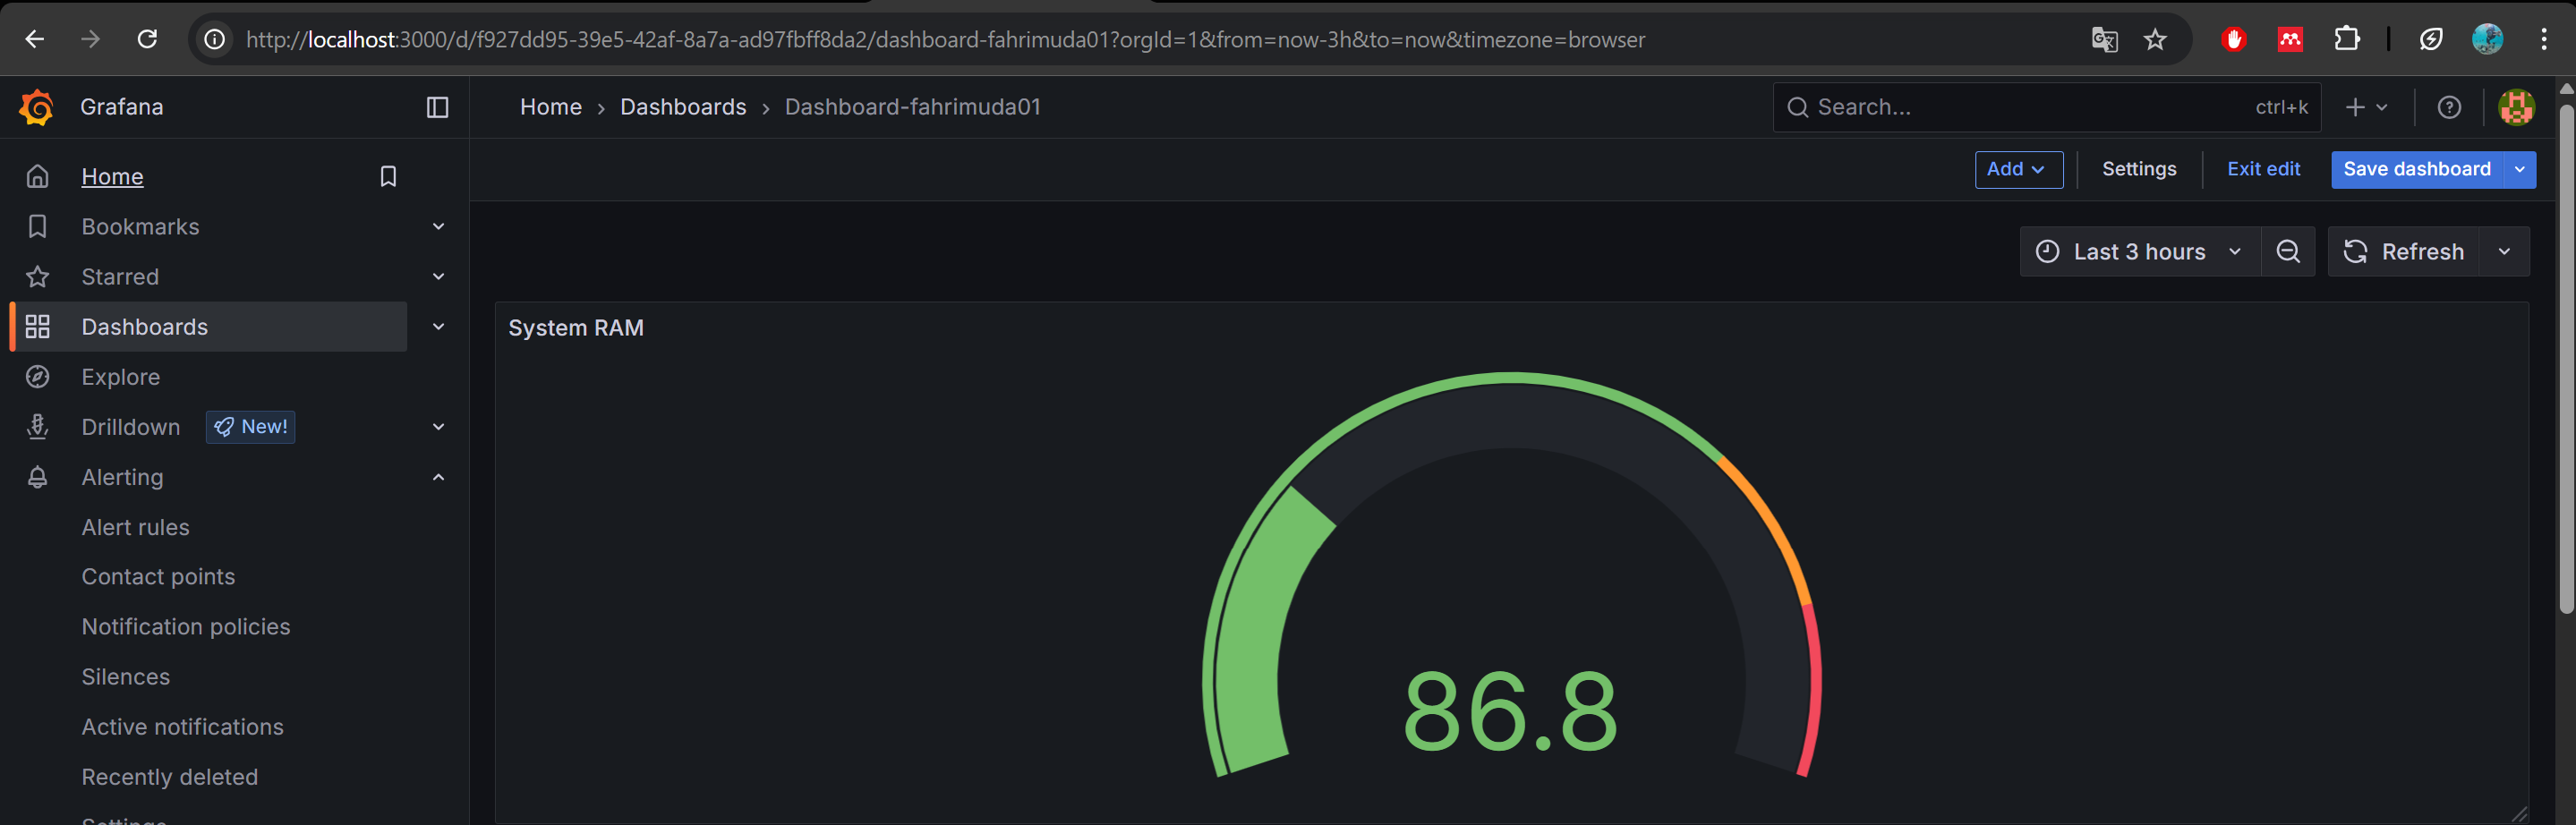 http://localhost:3000/d/f927dd95-39e5-42af-8a7a-ad97fbff8da2/dashboard-fahrimuda01?orgId=1&from=now-3h&to=now&timezone=browser
Grafana
Home › Dashboards › Dashboard-fahrimuda01
Search...
ctrl+k
Add
Settings
Exit edit
Save dashboard
Home
Bookmarks
Starred
Dashboards
Explore
Drilldown
New!
Alerting
Alert rules
Contact points
Notification policies
Silences
Active notifications
Recently deleted
Settings
Last 3 hours
Refresh
System RAM
86.8